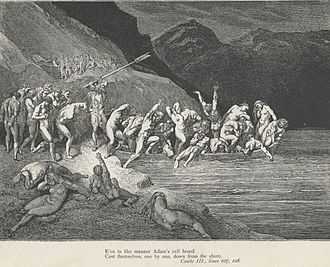 E'en in like manner Adam's evil brood
Cast themselves, one by one, down from the shore,
Canto III., lines 107, 108.